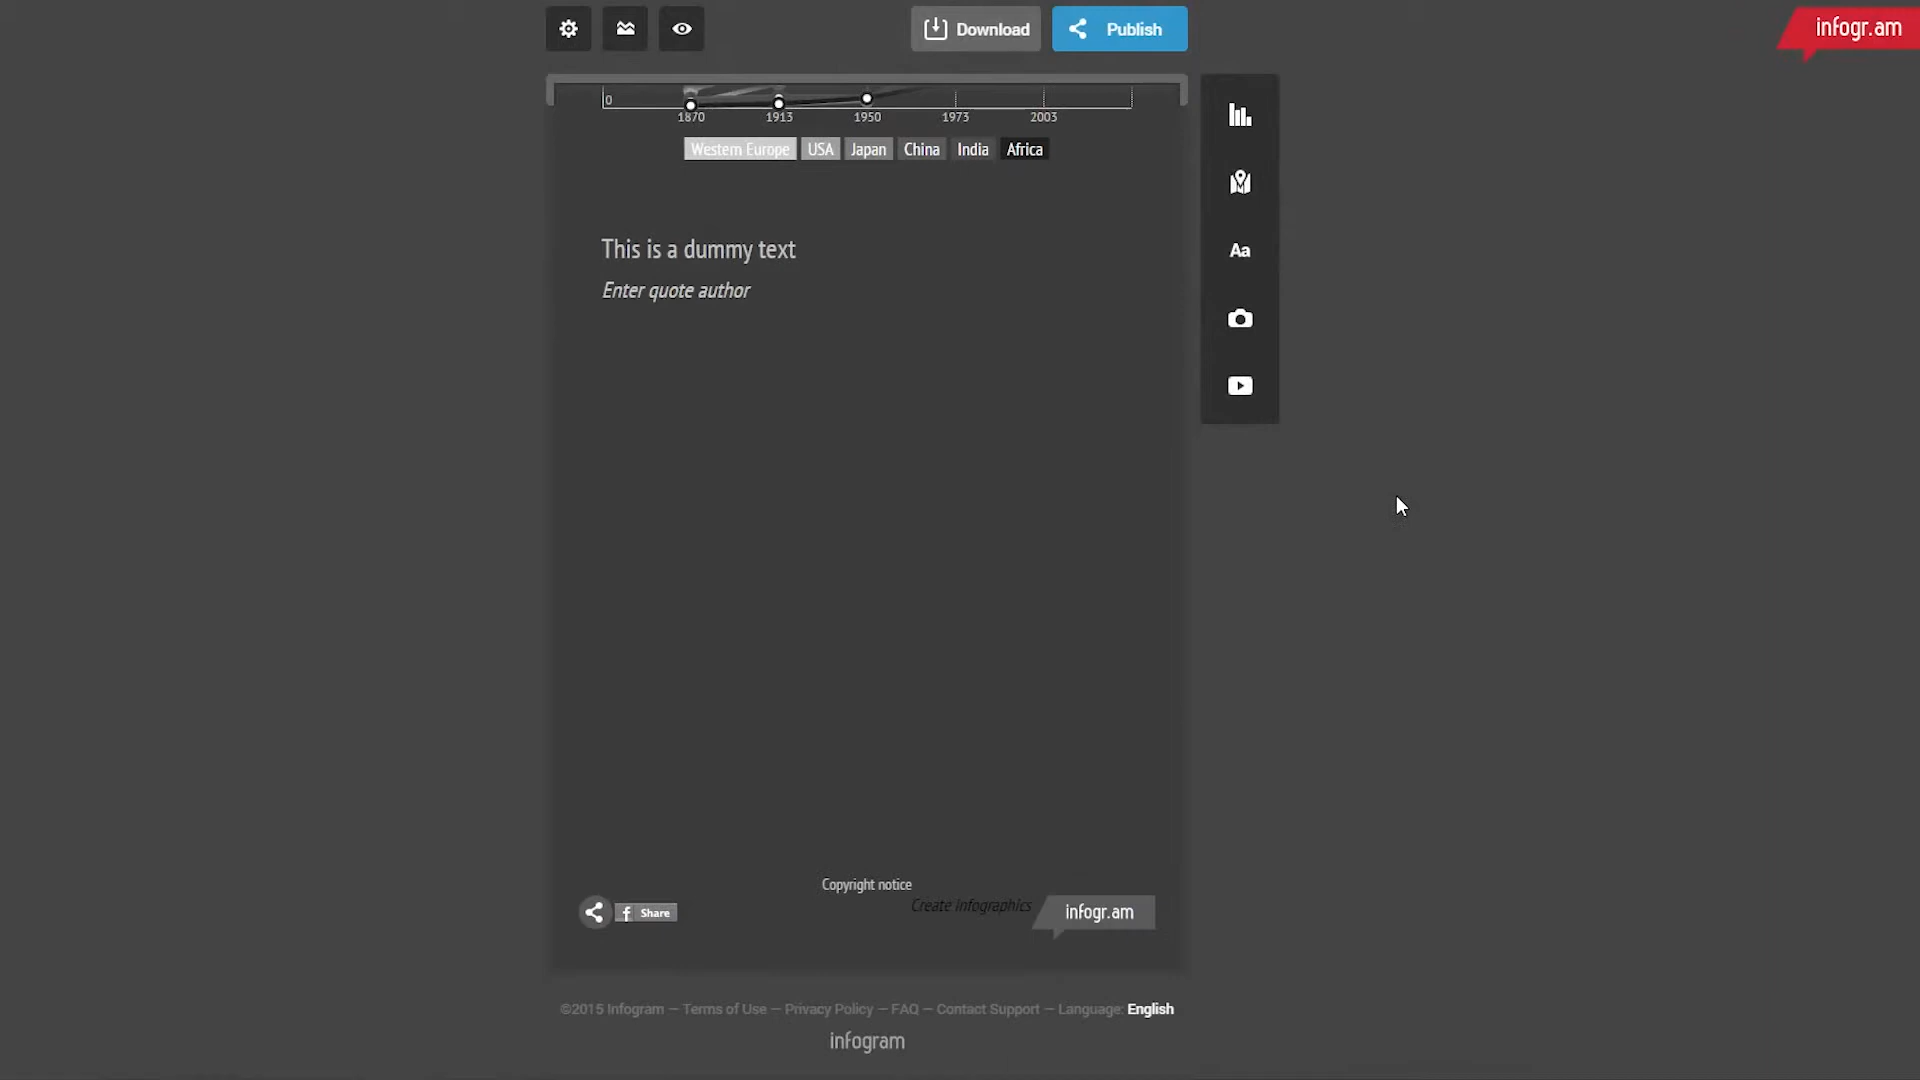 Download
Publish
infogr.am
0
1870 1913 1950 1973 2003
Western Europe USA Japan China India Africa
This is a dummy text
Enter quote author
Aa
Copyright notice
Create Infographics
f Share
infogr.am
©2015 Infogram — Terms of Use — Privacy Policy — FAQ — Contact Support — Language: English
infogram